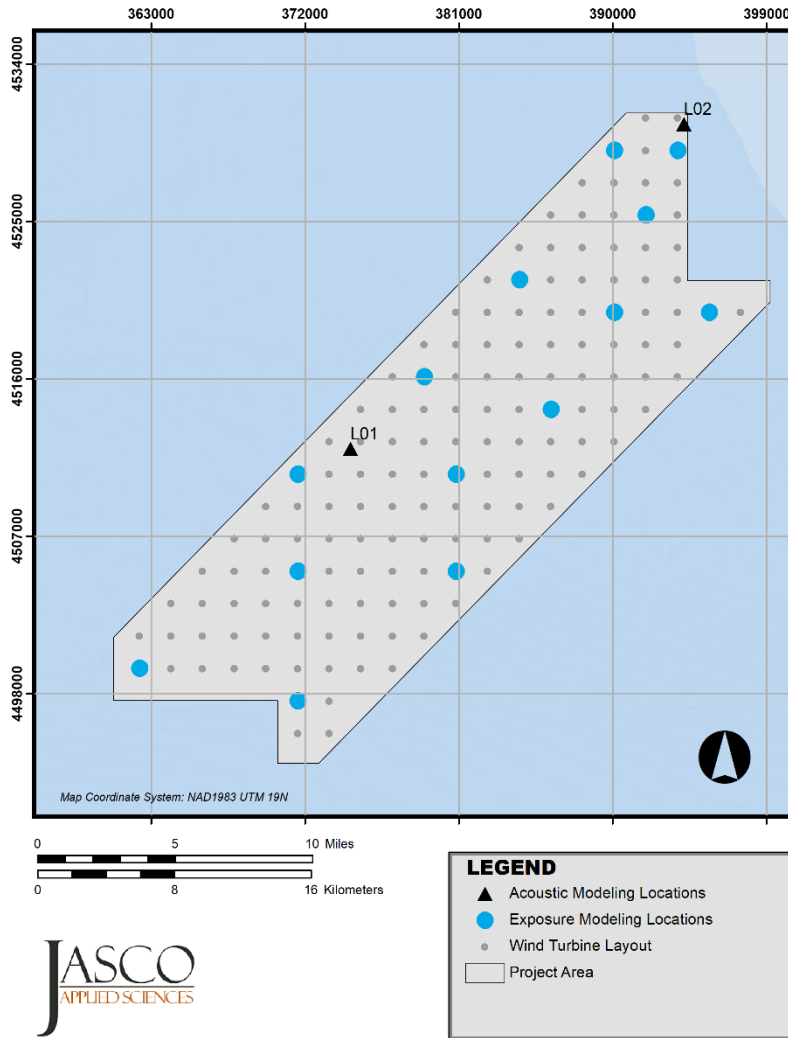 363000 372000 381000 390000 399000
4534000
4525000
4516000
4507000
4498000
L02
L01
Map Coordinate System: NAD1983 UTM 19N
0 5 10 Miles
0 8 16 Kilometers
JASCO
APPLIED SCIENCES
LEGEND
Acoustic Modeling Locations
Exposure Modeling Locations
Wind Turbine Layout
Project Area